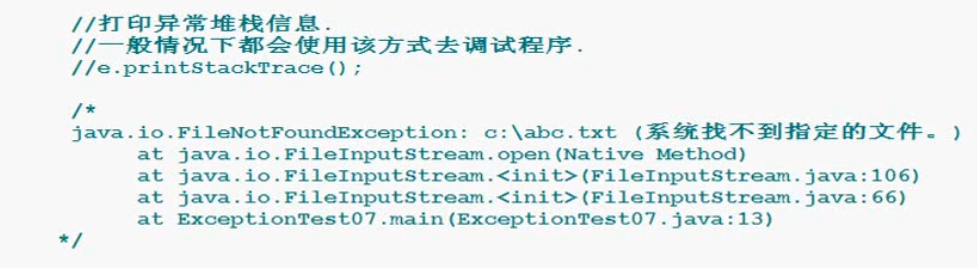 //打印异常堆栈信息.
//一般情况下都会使用该方式去调试程序.
//e.printStackTrace();
/*
java.io.FileNotFoundException: c:\abc.txt (系统找不到指定的文件。)
at java.io.FileInputStream.open(Native Method)
at java.io.FileInputStream.<init>(FileInputStream.java:106)
at java.io.FileInputStream.<init>(FileInputStream.java:66)
at ExceptionTest07.main(ExceptionTest07.java:13)
*/